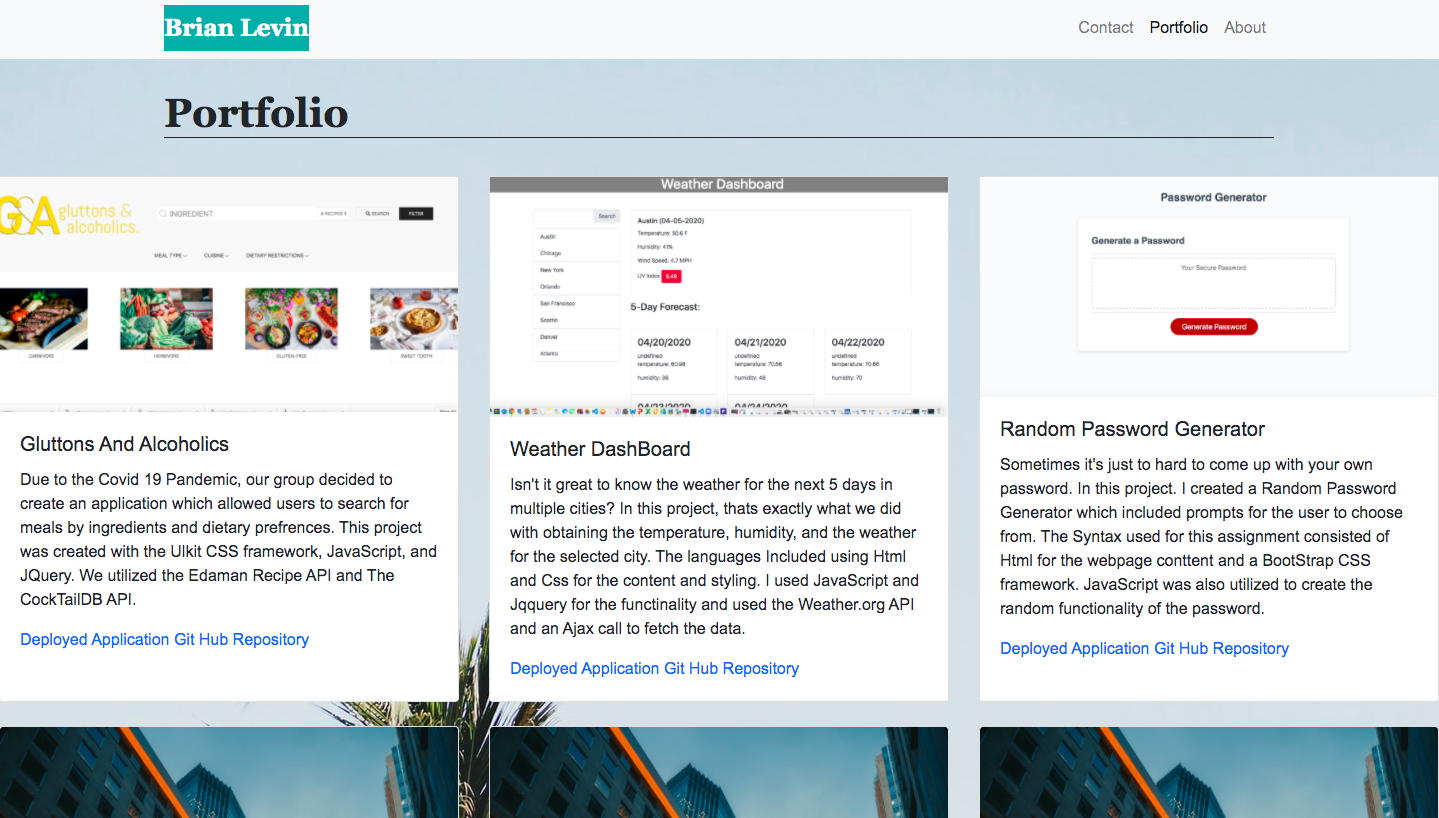 Brian Levin
Contact Portfolio About
Portfolio
G&A gluttons & alcoholics.
INGREDIENT
# RECIPES
SEARCH
FILTER
MEAL TYPE
CUISINE
DIETARY RESTRICTIONS
CARNIVORE
HERBIVORE
GLUTEN-FREE
SWEET TOOTH
Gluttons And Alcoholics
Due to the Covid 19 Pandemic, our group decided to
create an application which allowed users to search for
meals by ingredients and dietary prefrences. This project
was created with the UIkit CSS framework, JavaScript, and
JQuery. We utilized the Edaman Recipe API and The
CockTailDB API.
Deployed Application Git Hub Repository
Weather Dashboard
Search
Austin
Chicago
New York
Orlando
San Francisco
Seattle
Denver
Atlanta
Austin (04-05-2020)
Temperature: 50.6 F
Humidity: 41%
Wind Speed: 4.7 MPH
UV Index 9.49
5-Day Forecast:
04/20/2020
undefined
temperature: 60.98
humidity: 36
04/21/2020
undefined
temperature: 70.56
humidity: 48
04/22/2020
undefined
temperature: 70.66
humidity: 70
04/23/2020
04/24/2020
Weather DashBoard
Isn't it great to know the weather for the next 5 days in
multiple cities? In this project, thats exactly what we did
with obtaining the temperature, humidity, and the weather
for the selected city. The languages Included using Html
and Css for the content and styling. I used JavaScript and
Jqquery for the functinality and used the Weather.org API
and an Ajax call to fetch the data.
Deployed Application Git Hub Repository
Password Generator
Generate a Password
Your Secure Password
Generate Password
Random Password Generator
Sometimes it's just to hard to come up with your own
password. In this project. I created a Random Password
Generator which included prompts for the user to choose
from. The Syntax used for this assignment consisted of
Html for the webpage conttent and a BootStrap CSS
framework. JavaScript was also utilized to create the
random functionality of the password.
Deployed Application Git Hub Repository